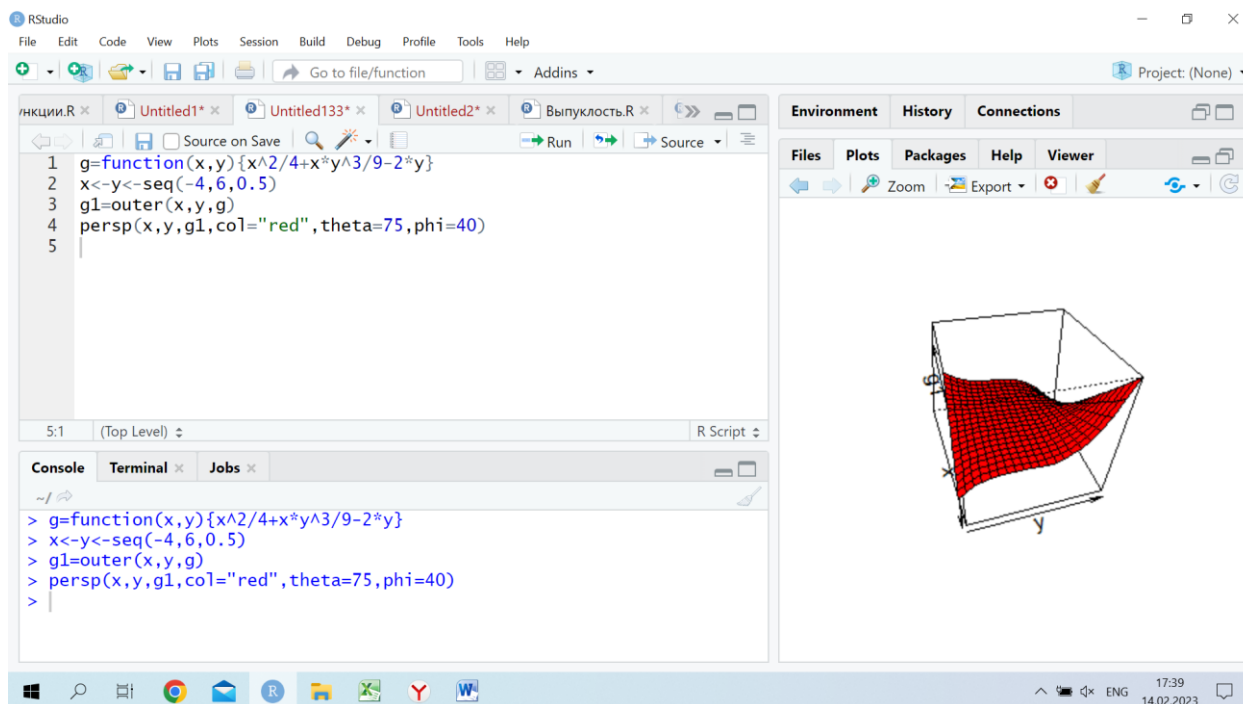 RStudio
File Edit Code View Plots Session Build Debug Profile Tools Help
Go to file/function Addins Project: (None)
нкции.R Untitled1* Untitled133* Untitled2* Выпуклость.R
Source on Save Run Source
1 g=function(x,y){x^2/4+x*y^3/9-2*y}
2 x<-y<-seq(-4,6,0.5)
3 g1=outer(x,y,g)
4 persp(x,y,g1,col="red",theta=75,phi=40)
5
5:1 (Top Level) R Script
Console Terminal Jobs
~/
> g=function(x,y){x^2/4+x*y^3/9-2*y}
> x<-y<-seq(-4,6,0.5)
> g1=outer(x,y,g)
> persp(x,y,g1,col="red",theta=75,phi=40)
>
Environment History Connections
Files Plots Packages Help Viewer
Zoom Export
g1
x
y
ENG 17:39
14.02.2023